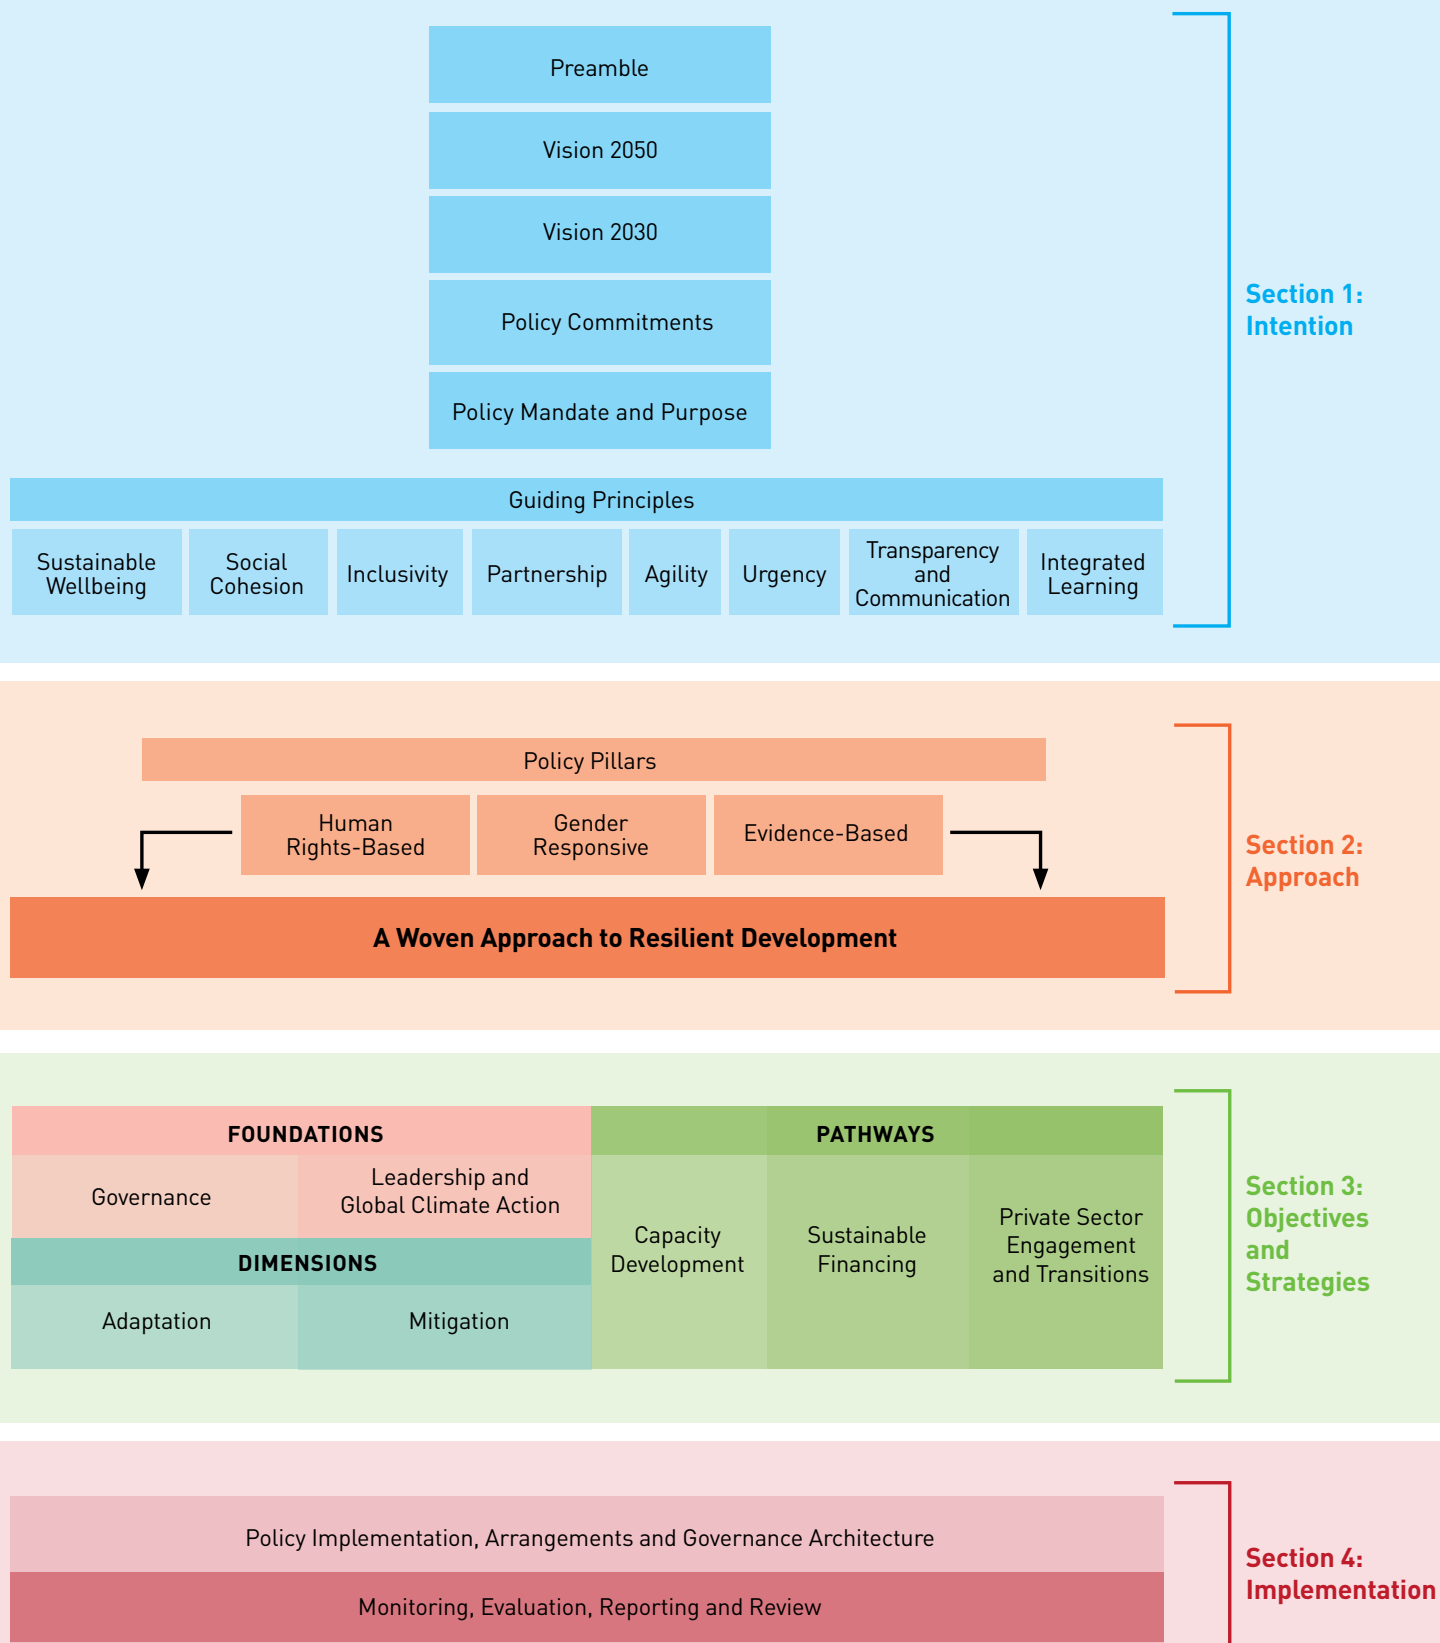 Preamble
Vision 2050
Vision 2030
Policy Commitments
Policy Mandate and Purpose
Section 1:
Intention
Guiding Principles
Sustainable
Wellbeing
Social
Cohesion
Inclusivity
Partnership
Agility
Urgency
Transparency
and
Communication
Integrated
Learning
Policy Pillars
Human
Rights-Based
Gender
Responsive
Evidence-Based
A Woven Approach to Resilient Development
Section 2:
Approach
FOUNDATIONS
Governance
Leadership and
Global Climate Action
DIMENSIONS
Adaptation
Mitigation
PATHWAYS
Capacity
Development
Sustainable
Financing
Private Sector
Engagement
and Transitions
Section 3:
Objectives
and
Strategies
Policy Implementation, Arrangements and Governance Architecture
Monitoring, Evaluation, Reporting and Review
Section 4:
Implementation